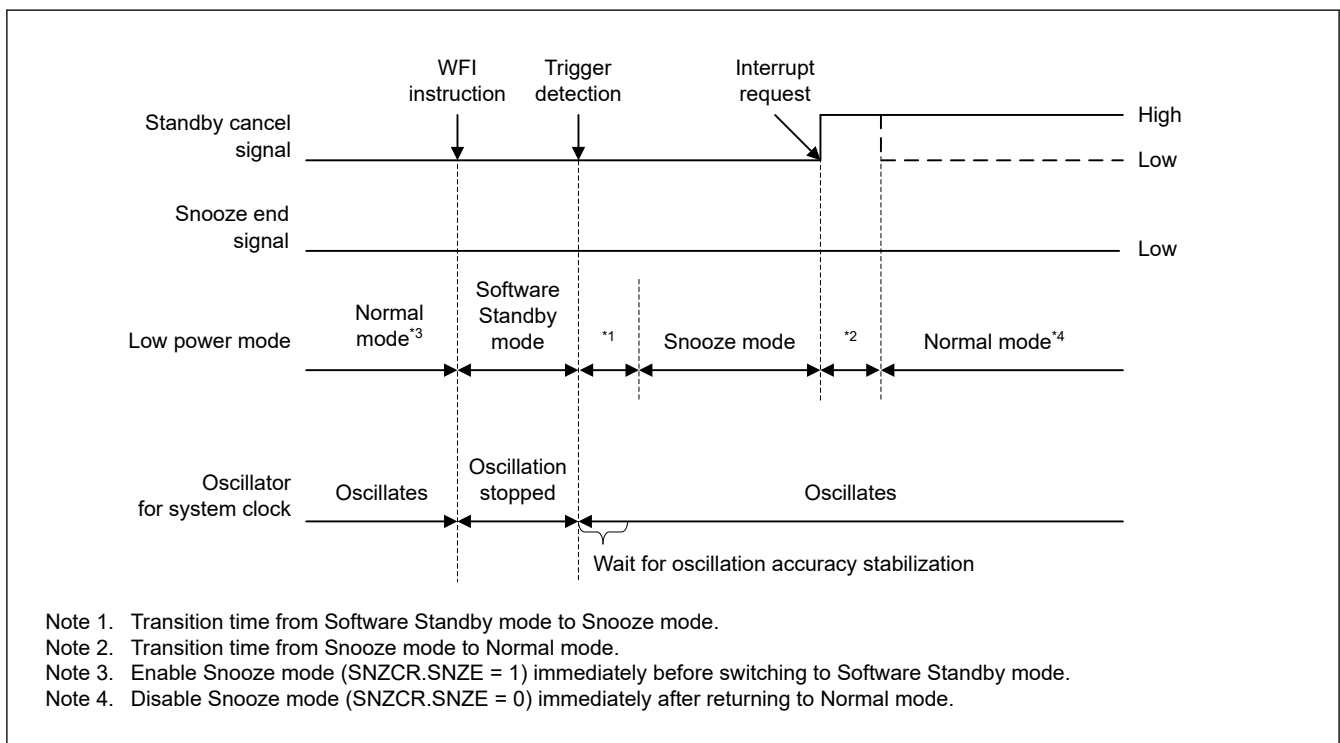 WFI
instruction
Trigger
detection
Interrupt
request
Standby cancel
signal
High
Low
Snooze end
signal
Low
Low power mode
Normal
mode*3
Software
Standby
mode
*1
Snooze mode
*2
Normal mode*4
Oscillator
for system clock
Oscillates
Oscillation
stopped
Oscillates
Wait for oscillation accuracy stabilization
Note 1. Transition time from Software Standby mode to Snooze mode.
Note 2. Transition time from Snooze mode to Normal mode.
Note 3. Enable Snooze mode (SNZCR.SNZE = 1) immediately before switching to Software Standby mode.
Note 4. Disable Snooze mode (SNZCR.SNZE = 0) immediately after returning to Normal mode.